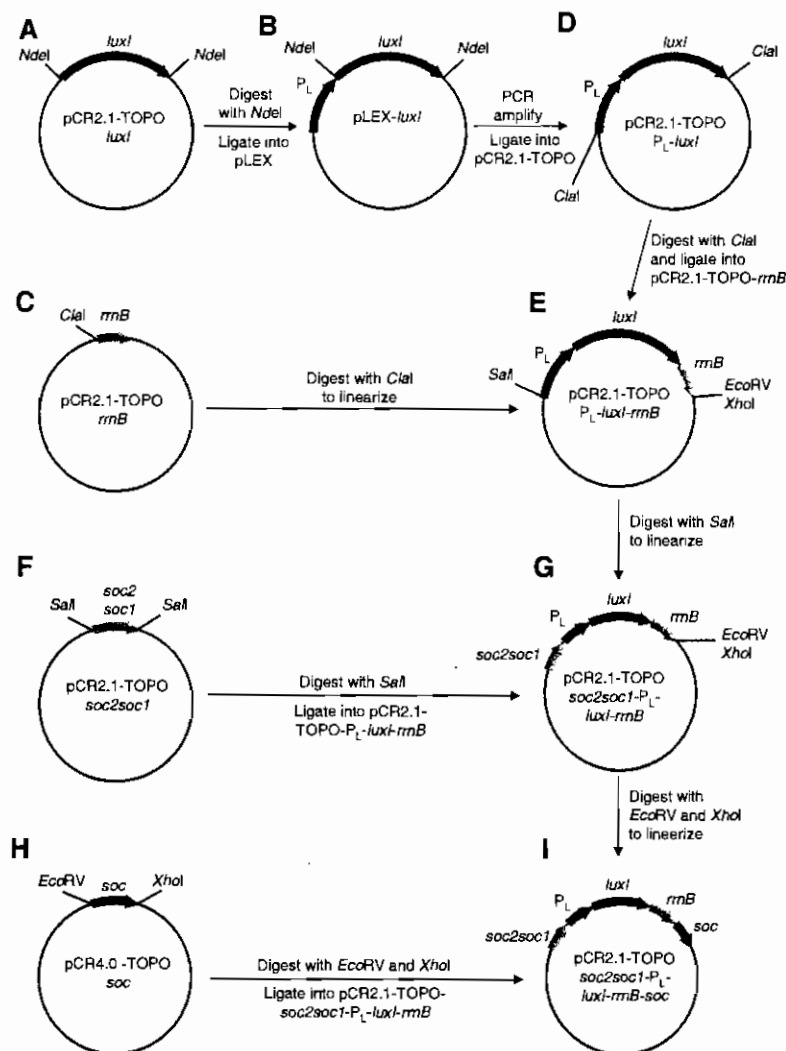 A
luxI
NdeI
NdeI
pCR2.1-TOPO
luxI
Digest
with NdeI
Ligate into
pLEX
B
luxI
NdeI
NdeI
PL
pLEX-luxI
PCR
amplify
Ligate into
pCR2.1-TOPO
D
luxI
ClaI
PL
pCR2.1-TOPO
PL-luxI
ClaI
Digest with ClaI
and ligate into
pCR2.1-TOPO-rrnB
C
ClaI
rrnB
pCR2.1-TOPO
rrnB
Digest with ClaI
to linearize
E
luxI
PL
rrnB
SalI
EcoRV
XhoI
pCR2.1-TOPO
PL-luxI-rrnB
Digest with SalI
to linearize
F
soc2
soc1
SalI
SalI
pCR2.1-TOPO
soc2soc1
Digest with SalI
Ligate into pCR2.1-
TOPO-PL-luxI-rrnB
G
luxI
PL
rrnB
soc2soc1
EcoRV
XhoI
pCR2.1-TOPO
soc2soc1-PL-
luxI-rrnB
Digest with
EcoRV and XhoI
to lineerize
H
EcoRV
soc
XhoI
pCR4.0 -TOPO
soc
Digest with EcoRV and XhoI
Ligate into pCR2.1-TOPO-
soc2soc1-PL-luxI-rrnB
I
luxI
PL
rrnB
soc2soc1
soc
pCR2.1-TOPO
soc2soc1-PL-
luxI-rrnB-soc